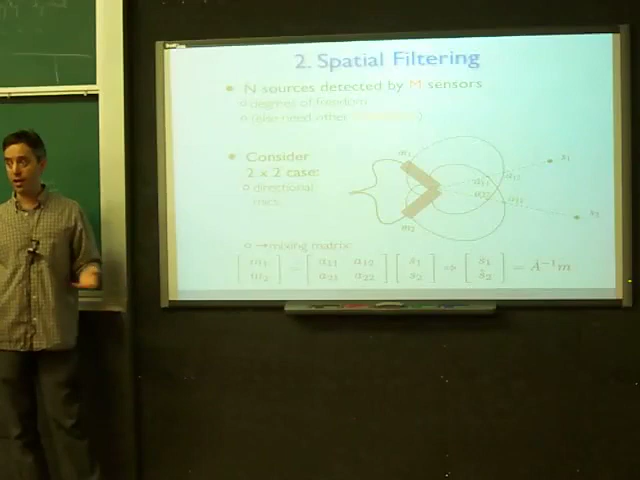 2. Spatial Filtering
• N sources detected by M sensors
degrees of freedom
(else need other
)
• Consider
2 x 2 case:
directional
mics
m1
s1
a11
a12
a22
a21
s2
m2
→mixing matrix:
[m1 m2] = [a11 a12 a21 a22] [s1 s2] ⇒ [ŝ1 ŝ2] = Â⁻¹m